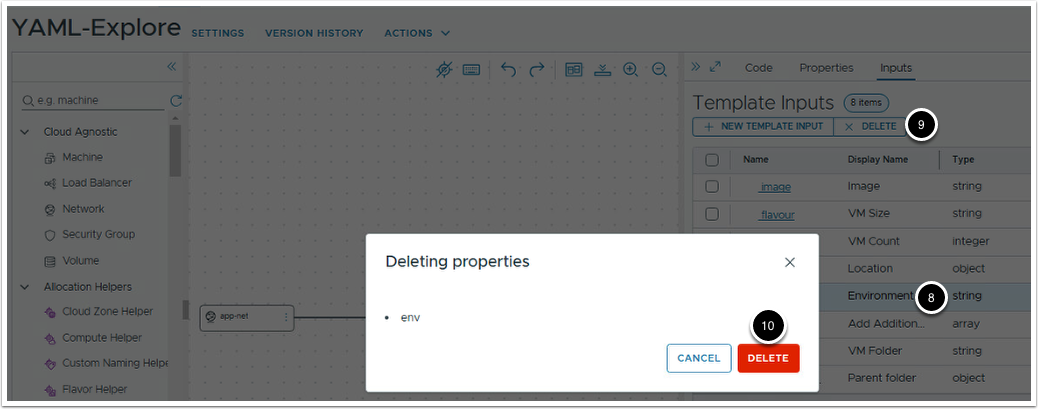 YAML-Explore SETTINGS VERSION HISTORY ACTIONS
e.g. machine
Cloud Agnostic
Machine
Load Balancer
Network
Security Group
Volume
Allocation Helpers
Cloud Zone Helper
Compute Helper
Custom Naming Helpe
Flavor Helper
app-net
Code Properties Inputs
Template Inputs 8 items
NEW TEMPLATE INPUT DELETE 9
Name Display Name Type
_image Image string
_flavour VM Size string
VM Count integer
Location object
Environment 8 string
Add Addition... array
VM Folder string
Parent folder object
Deleting properties
• env
10
CANCEL DELETE